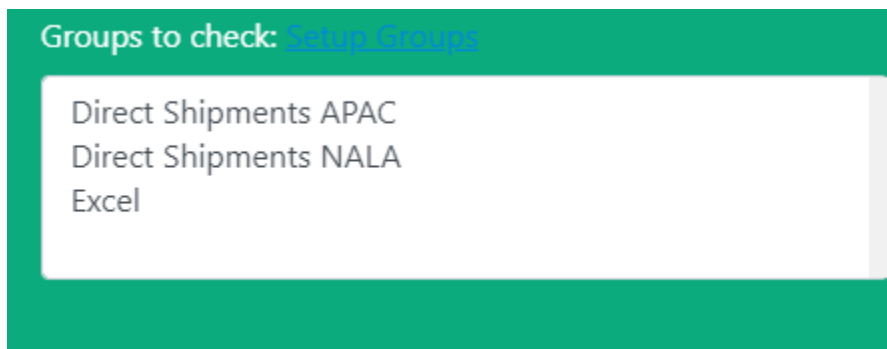 Groups to check: Setup Groups
Direct Shipments APAC
Direct Shipments NALA
Excel